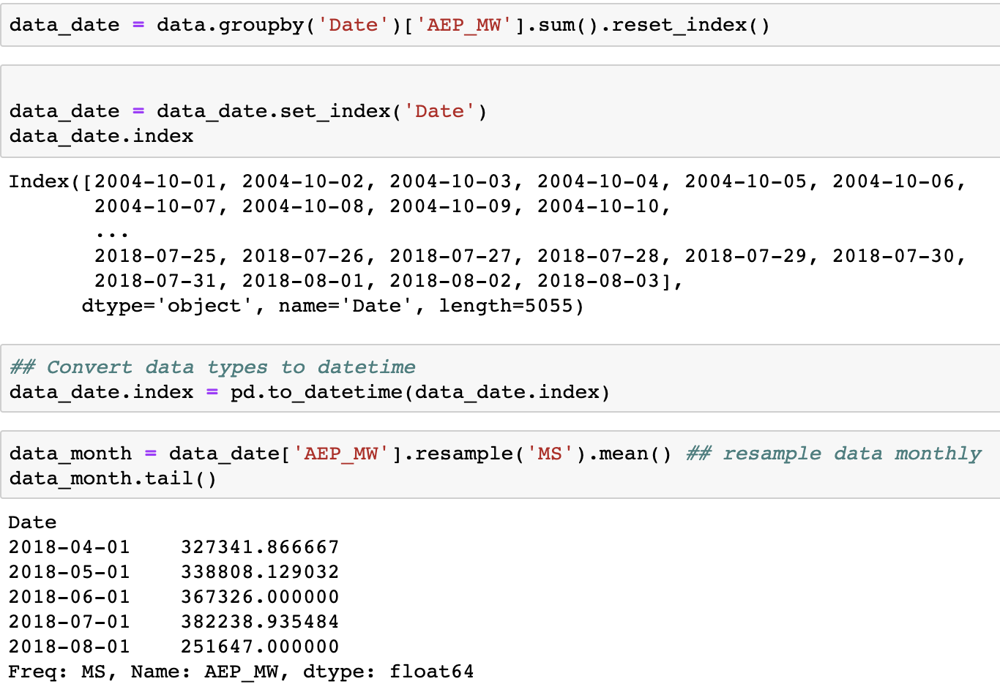 data_date = data.groupby('Date')['AEP_MW'].sum().reset_index()
data_date = data_date.set_index('Date')
data_date.index
Index([2004-10-01, 2004-10-02, 2004-10-03, 2004-10-04, 2004-10-05, 2004-10-06,
       2004-10-07, 2004-10-08, 2004-10-09, 2004-10-10,
       ...
       2018-07-25, 2018-07-26, 2018-07-27, 2018-07-28, 2018-07-29, 2018-07-30,
       2018-07-31, 2018-08-01, 2018-08-02, 2018-08-03],
      dtype='object', name='Date', length=5055)
## Convert data types to datetime
data_date.index = pd.to_datetime(data_date.index)
data_month = data_date['AEP_MW'].resample('MS').mean() ## resample data monthly
data_month.tail()
Date
2018-04-01    327341.866667
2018-05-01    338808.129032
2018-06-01    367326.000000
2018-07-01    382238.935484
2018-08-01    251647.000000
Freq: MS, Name: AEP_MW, dtype: float64